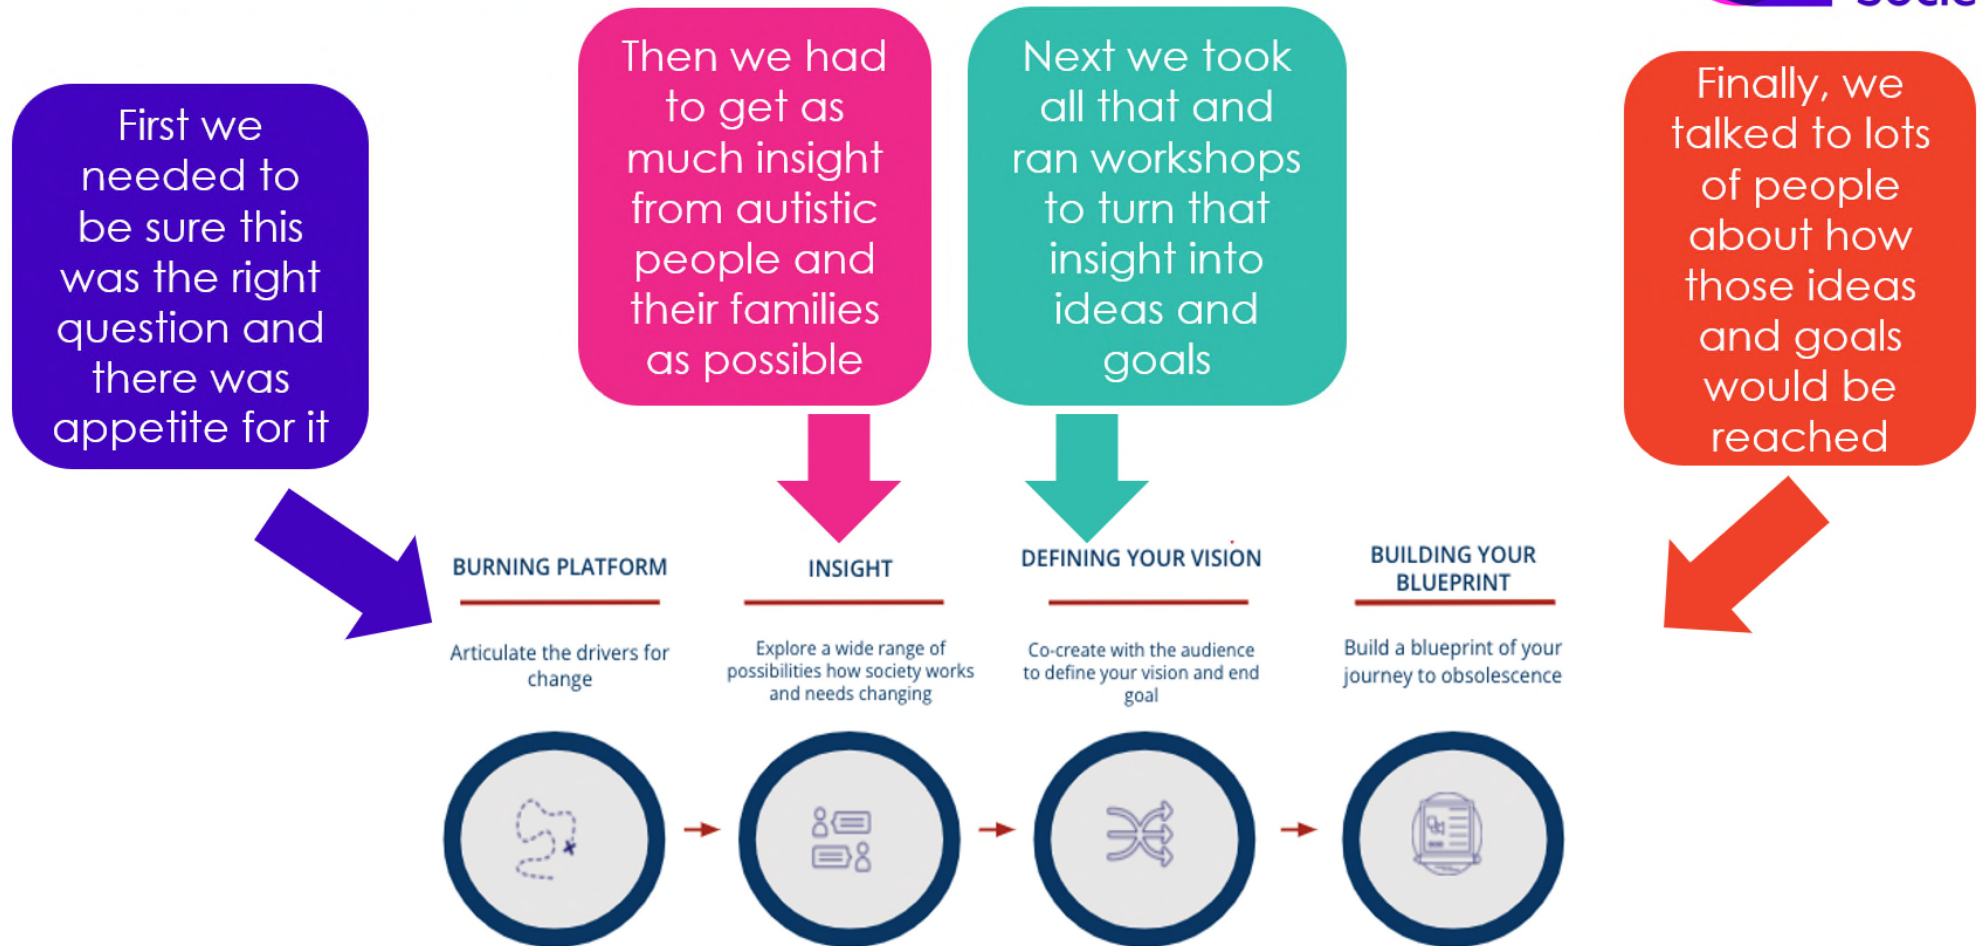 First we
needed to
be sure this
was the right
question and
there was
appetite for it
Then we had
to get as
much insight
from autistic
people and
their families
as possible
Next we took
all that and
ran workshops
to turn that
insight into
ideas and
goals
Finally, we
talked to lots
of people
about how
those ideas
and goals
would be
reached
BURNING PLATFORM
Articulate the drivers for
change
INSIGHT
Explore a wide range of
possibilities how society works
and needs changing
DEFINING YOUR VISION
Co-create with the audience
to define your vision and end
goal
BUILDING YOUR
BLUEPRINT
Build a blueprint of your
journey to obsolescence